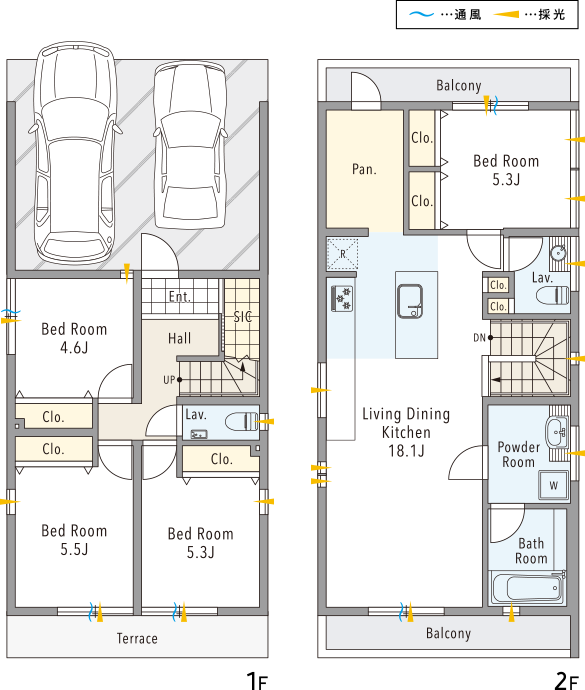 …通風 …採光
Balcony
Clo.
Pan.
Bed Room
5.3J
Clo.
R
Lav.
Clo.
Clo.
DN
Living Dining
Kitchen
18.1J
Powder
Room
W
Bath
Room
Balcony
2F
Ent.
SIC
Bed Room
4.6J
Hall
UP
Clo.
Lav.
Clo.
Clo.
Bed Room
5.5J
Bed Room
5.3J
Terrace
1F